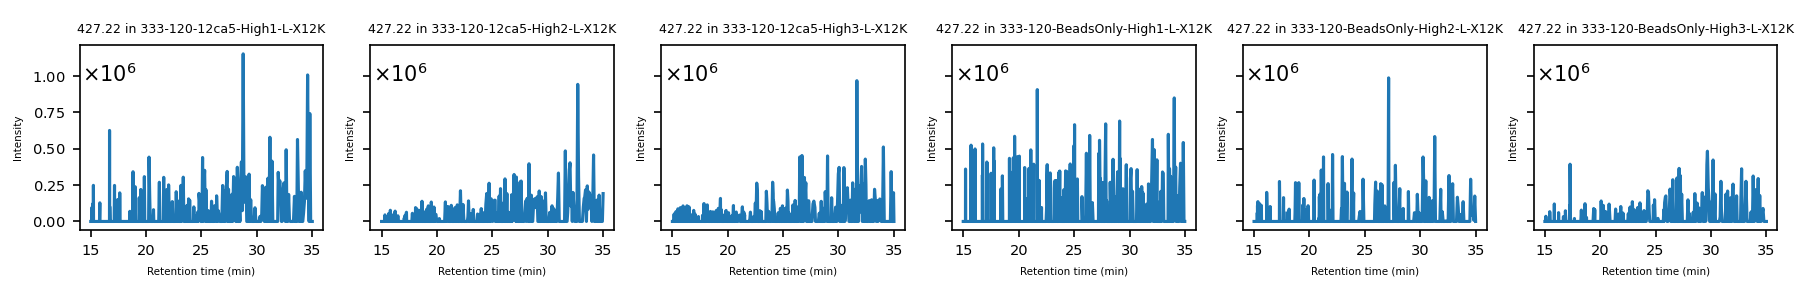 427.22 in 333-120-12ca5-High1-L-X12K
×10⁶
1.00
0.75
0.50
0.25
0.00
Intensity
15 20 25 30 35
Retention time (min)
427.22 in 333-120-12ca5-High2-L-X12K
×10⁶
Intensity
15 20 25 30 35
Retention time (min)
427.22 in 333-120-12ca5-High3-L-X12K
×10⁶
Intensity
15 20 25 30 35
Retention time (min)
427.22 in 333-120-BeadsOnly-High1-L-X12K
×10⁶
Intensity
15 20 25 30 35
Retention time (min)
427.22 in 333-120-BeadsOnly-High2-L-X12K
×10⁶
Intensity
15 20 25 30 35
Retention time (min)
427.22 in 333-120-BeadsOnly-High3-L-X12K
×10⁶
Intensity
15 20 25 30 35
Retention time (min)